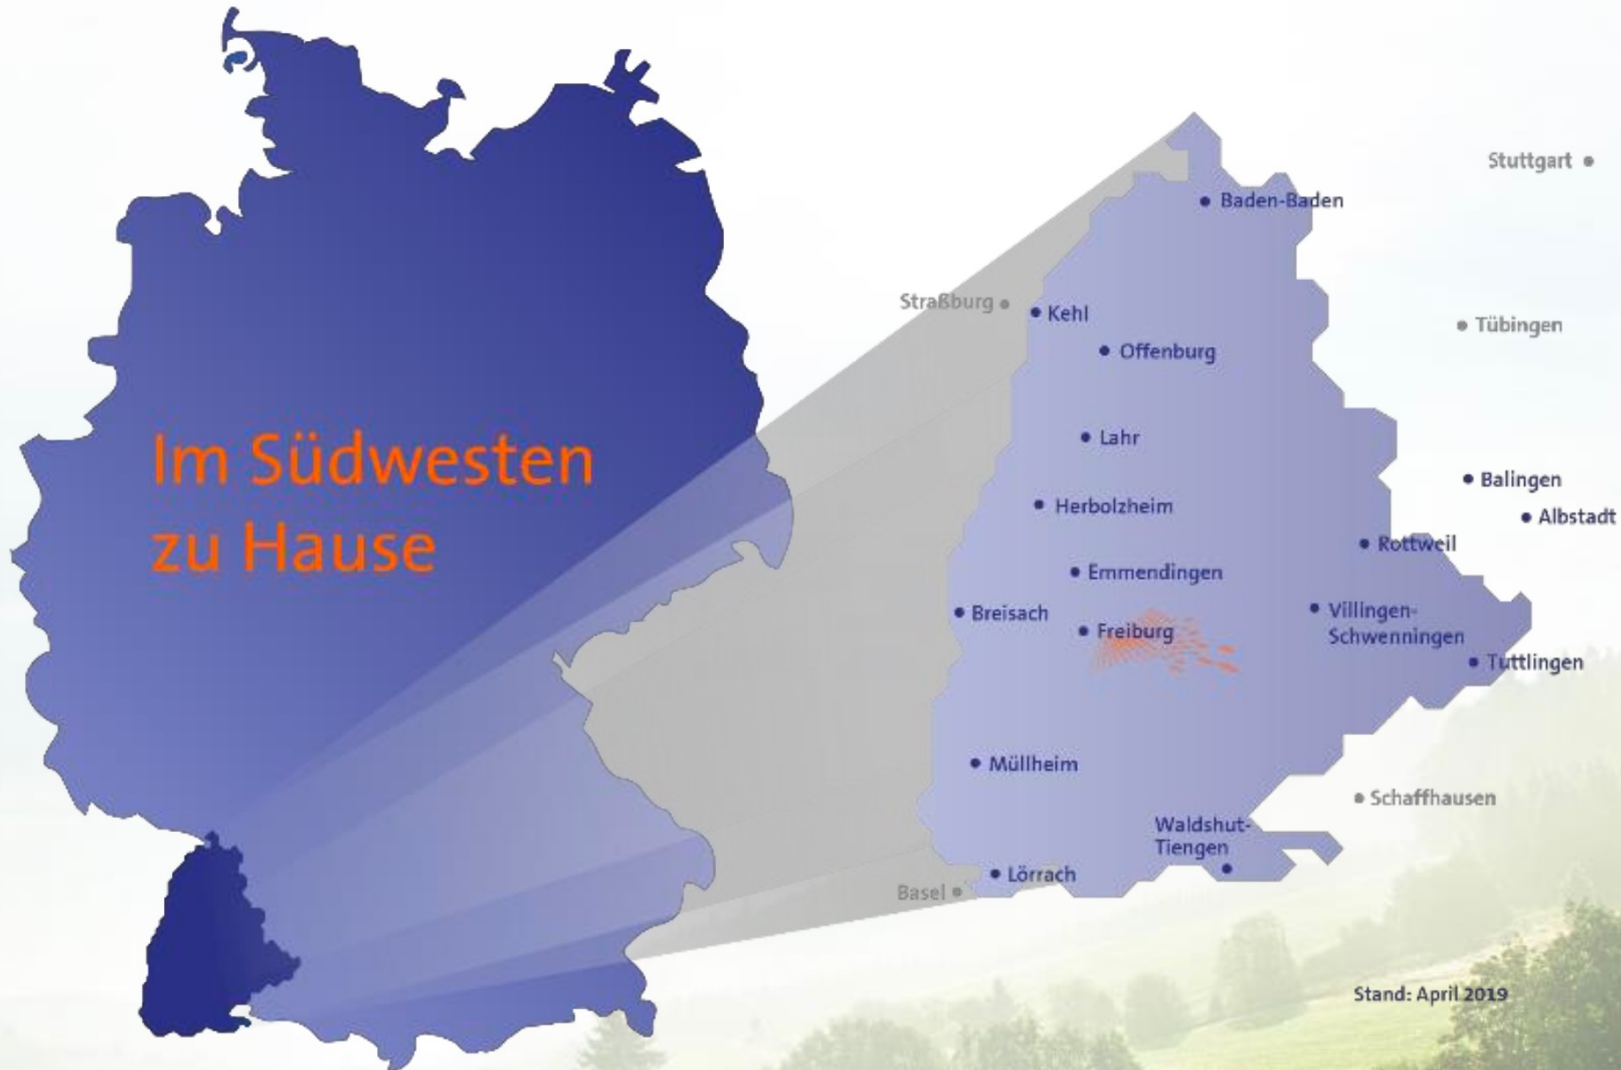 Im Südwesten
zu Hause
Stuttgart
Baden-Baden
Straßburg
Kehl
Tübingen
Offenburg
Lahr
Balingen
Herbolzheim
Albstadt
Rottweil
Emmendingen
Breisach
Villingen-
Schwenningen
Freiburg
Tuttlingen
Müllheim
Schaffhausen
Waldshut-
Tiengen
Lörrach
Basel
Stand: April 2019